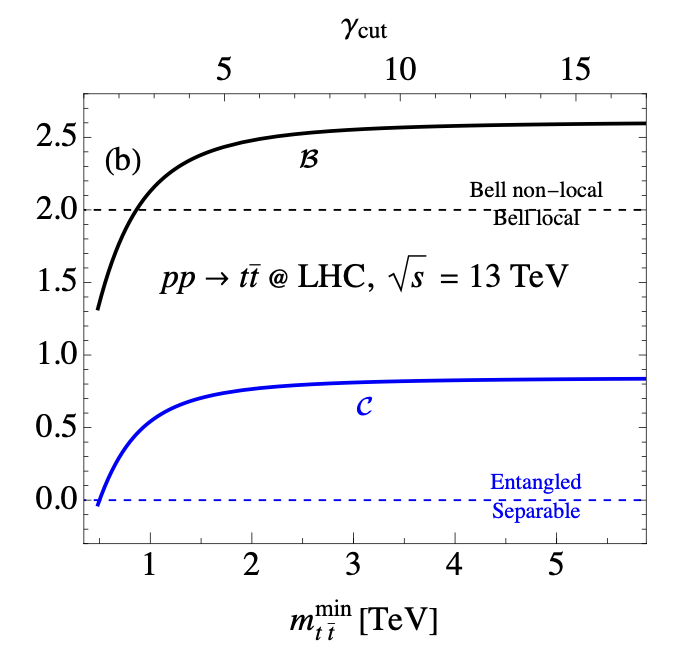 γcut
5 10 15
2.5
(b)
ℬ
Bell non–local
2.0
Bell local
pp → tt̄ @ LHC, √s = 13 TeV
1.5
1.0
𝒞
0.5
Entangled
0.0
Separable
1 2 3 4 5
m_{t t̄}^{min} [TeV]